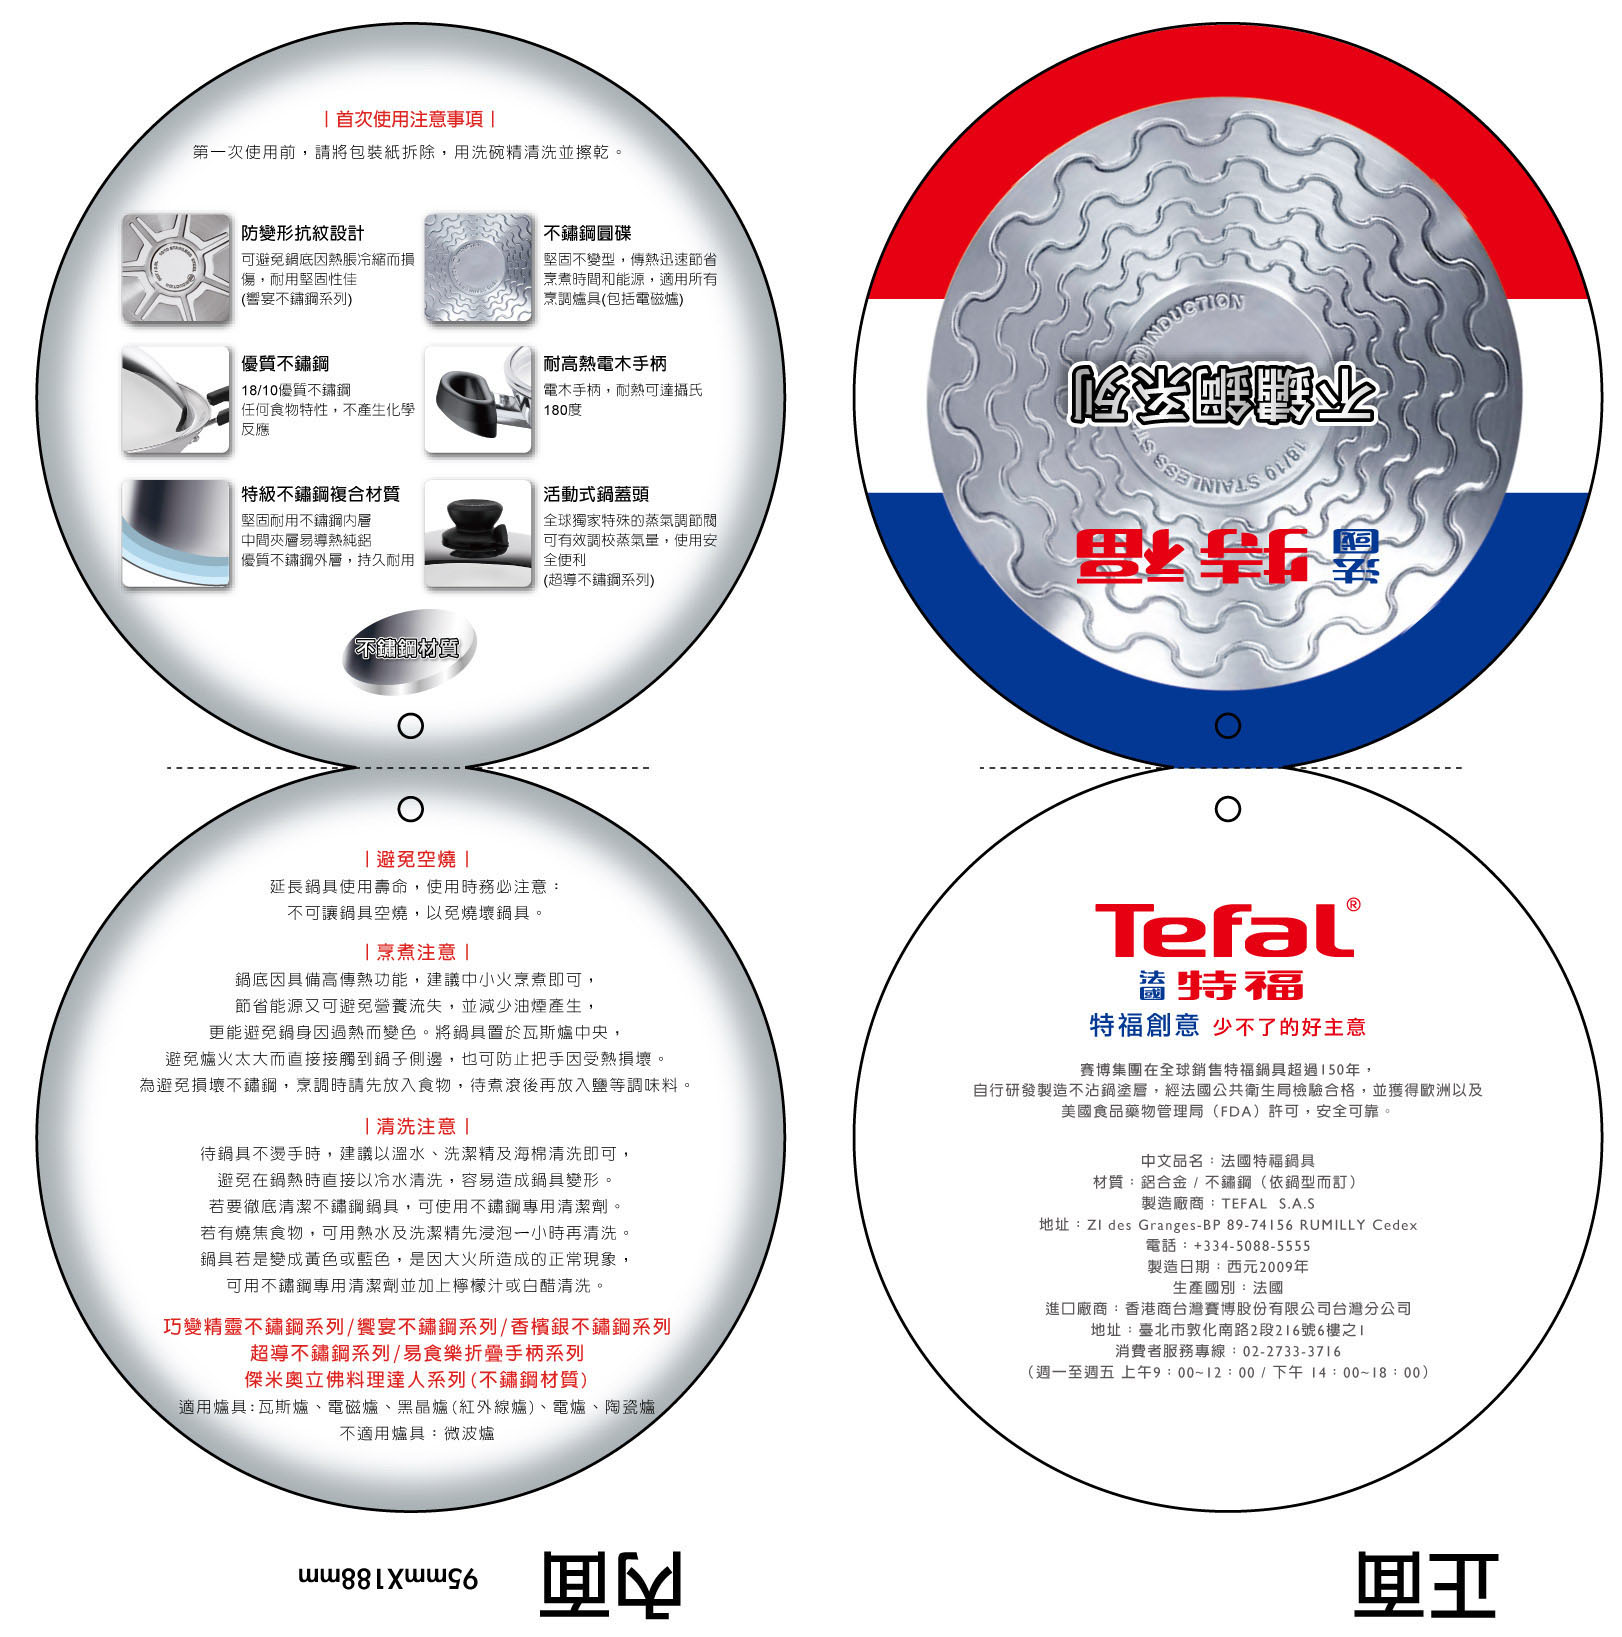 |首次使用注意事項|
第一次使用前，請將包裝紙拆除，用洗碗精清洗並擦乾。
防變形抗紋設計
可避免鍋底因熱脹冷縮而損
傷，耐用堅固性佳
(響宴不鏽鋼系列)
不鏽鋼圓碟
堅固不變型，傳熱迅速節省
烹煮時間和能源，適用所有
烹調爐具(包括電磁爐)
優質不鏽鋼
18/10優質不鏽鋼
任何食物特性，不產生化學
反應
耐高熱電木手柄
電木手柄，耐熱可達攝氏
180度
特級不鏽鋼複合材質
堅固耐用不鏽鋼內層
中間夾層易導熱純鋁
優質不鏽鋼外層，持久耐用
活動式鍋蓋頭
全球獨家特殊的蒸氣調節閥
可有效調校蒸氣量，使用安
全便利
(超導不鏽鋼系列)
不鏽鋼材質
|避免空燒|
延長鍋具使用壽命，使用時務必注意：
不可讓鍋具空燒，以免燒壞鍋具。
|烹煮注意|
鍋底因具備高傳熱功能，建議中小火烹煮即可，
節省能源又可避免營養流失，並減少油煙產生，
更能避免鍋身因過熱而變色。將鍋具置於瓦斯爐中央，
避免爐火太大而直接接觸到鍋子側邊，也可防止把手因受熱損壞。
為避免損壞不鏽鋼，烹調時請先放入食物，待煮滾後再放入鹽等調味料。
|清洗注意|
待鍋具不燙手時，建議以溫水、洗潔精及海棉清洗即可，
避免在鍋熱時直接以冷水清洗，容易造成鍋具變形。
若要徹底清潔不鏽鋼鍋具，可使用不鏽鋼專用清潔劑。
若有燒焦食物，可用熱水及洗潔精先浸泡一小時再清洗。
鍋具若是變成黃色或藍色，是因大火所造成的正常現象，
可用不鏽鋼專用清潔劑並加上檸檬汁或白醋清洗。
巧變精靈不鏽鋼系列/饗宴不鏽鋼系列/香檳銀不鏽鋼系列
超導不鏽鋼系列/易食樂折疊手柄系列
傑米奧立佛料理達人系列(不鏽鋼材質)
適用爐具:瓦斯爐、電磁爐、黑晶爐(紅外線爐)、電爐、陶瓷爐
不適用爐具：微波爐
內面
95mmX188mm
INDUCTION
18/10 STAINLESS
不鏽鋼系列
法國特福
Tefal®
法國特福
特福創意 少不了的好主意
賽博集團在全球銷售特福鍋具超過150年，
自行研發製造不沾鍋塗層，經法國公共衛生局檢驗合格，並獲得歐洲以及
美國食品藥物管理局（FDA）許可，安全可靠。
中文品名：法國特福鍋具
材質：鋁合金 / 不鏽鋼（依鍋型而訂）
製造廠商：TEFAL S.A.S
地址：ZI des Granges-BP 89-74156 RUMILLY Cedex
電話：+334-5088-5555
製造日期：西元2009年
生產國別：法國
進口廠商：香港商台灣賽博股份有限公司台灣分公司
地址：臺北市敦化南路2段216號6樓之1
消費者服務專線：02-2733-3716
（週一至週五 上午9：00~12：00 / 下午 14：00~18：00）
正面